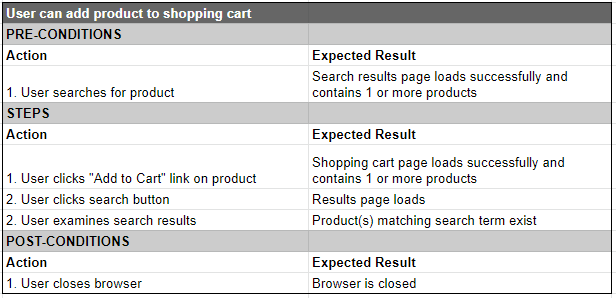 User can add product to shopping cart
PRE-CONDITIONS
Action Expected Result
1. User searches for product Search results page loads successfully and
contains 1 or more products
STEPS
Action Expected Result
1. User clicks "Add to Cart" link on product Shopping cart page loads successfully and
contains 1 or more products
2. User clicks search button Results page loads
2. User examines search results Product(s) matching search term exist
POST-CONDITIONS
Action Expected Result
1. User closes browser Browser is closed